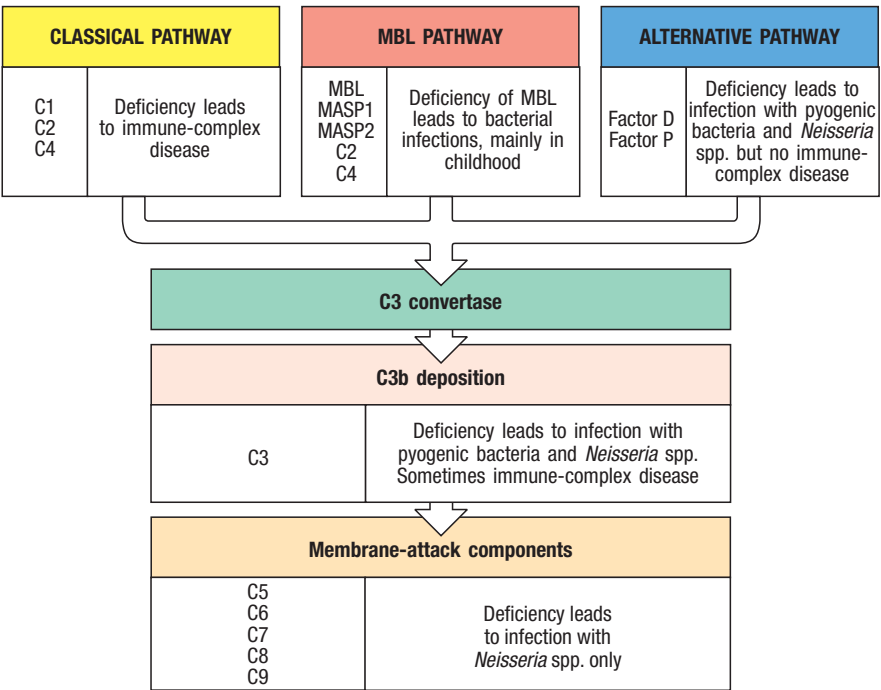 CLASSICAL PATHWAY
C1
C2
C4
Deficiency leads
to immune-complex
disease
MBL PATHWAY
MBL
MASP1
MASP2
C2
C4
Deficiency of MBL
leads to bacterial
infections, mainly in
childhood
ALTERNATIVE PATHWAY
Factor D
Factor P
Deficiency leads to
infection with pyogenic
bacteria and Neisseria
spp. but no immune-
complex disease
C3 convertase
C3b deposition
C3
Deficiency leads to infection with
pyogenic bacteria and Neisseria spp.
Sometimes immune-complex disease
Membrane-attack components
C5
C6
C7
C8
C9
Deficiency leads
to infection with
Neisseria spp. only